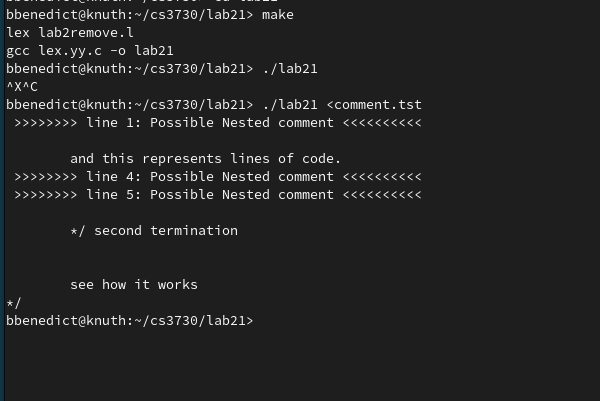 bbenedict@knuth:~/cs3730/lab21> make
lex lab2remove.l
gcc lex.yy.c -o lab21
bbenedict@knuth:~/cs3730/lab21> ./lab21
^X^C
bbenedict@knuth:~/cs3730/lab21> ./lab21 <comment.tst
>>>>>>>> line 1: Possible Nested comment <<<<<<<<<<
and this represents lines of code.
>>>>>>>> line 4: Possible Nested comment <<<<<<<<<<
>>>>>>>> line 5: Possible Nested comment <<<<<<<<<<
*/ second termination
see how it works
*/
bbenedict@knuth:~/cs3730/lab21>